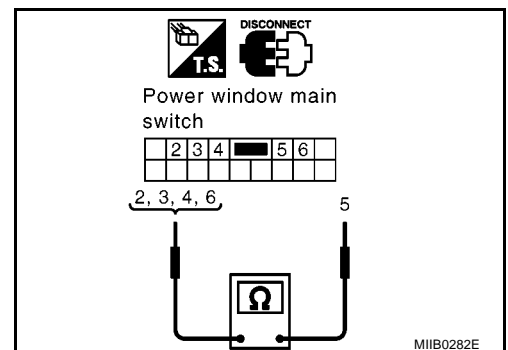 DISCONNECT
T.S.
Power window main
switch
2 3 4 5 6
2, 3, 4, 6 5
Ω
MIIB0282E